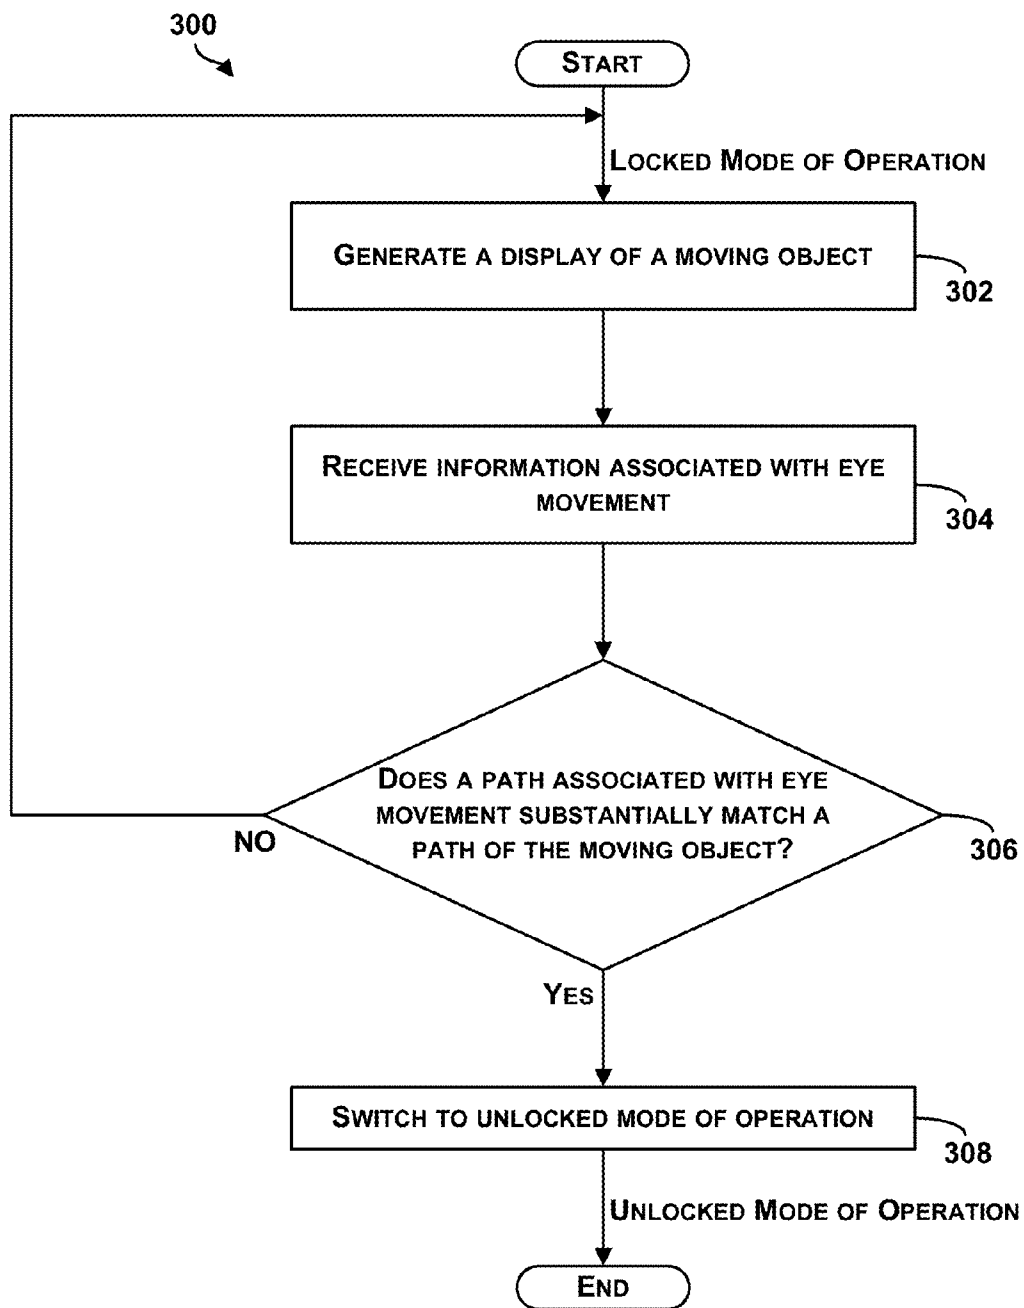 300
START
LOCKED MODE OF OPERATION
GENERATE A DISPLAY OF A MOVING OBJECT
302
RECEIVE INFORMATION ASSOCIATED WITH EYE
MOVEMENT
304
DOES A PATH ASSOCIATED WITH EYE
MOVEMENT SUBSTANTIALLY MATCH A
PATH OF THE MOVING OBJECT?
NO
306
YES
SWITCH TO UNLOCKED MODE OF OPERATION
308
UNLOCKED MODE OF OPERATION
END